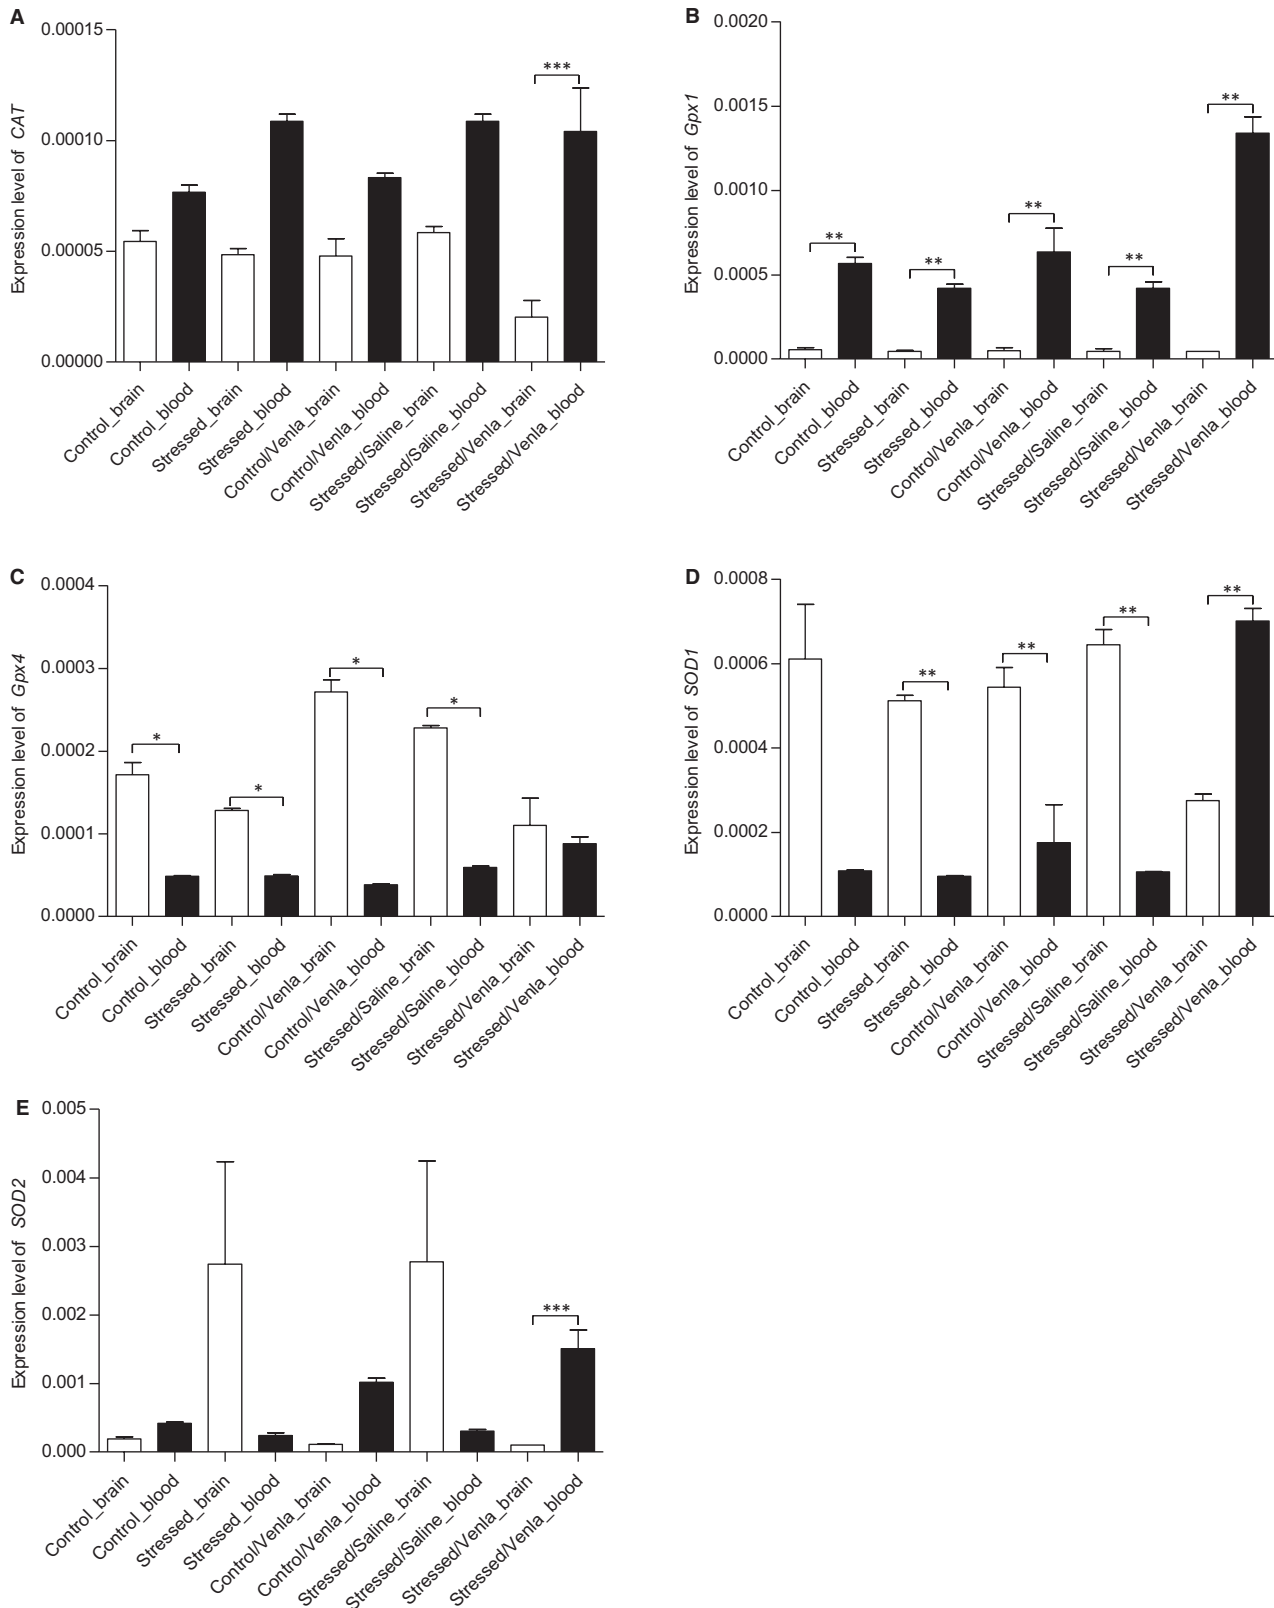 A
Expression level of CAT
0.00015
0.00010
0.00005
0.00000
***
Control_brain
Control_blood
Stressed_brain
Stressed_blood
Control/Venla_brain
Control/Venla_blood
Stressed/Saline_brain
Stressed/Saline_blood
Stressed/Venla_brain
Stressed/Venla_blood
B
Expression level of Gpx1
0.0020
0.0015
0.0010
0.0005
0.0000
**
**
**
**
**
Control_brain
Control_blood
Stressed_brain
Stressed_blood
Control/Venla_brain
Control/Venla_blood
Stressed/Saline_brain
Stressed/Saline_blood
Stressed/Venla_brain
Stressed/Venla_blood
C
Expression level of Gpx4
0.0004
0.0003
0.0002
0.0001
0.0000
*
*
*
*
Control_brain
Control_blood
Stressed_brain
Stressed_blood
Control/Venla_brain
Control/Venla_blood
Stressed/Saline_brain
Stressed/Saline_blood
Stressed/Venla_brain
Stressed/Venla_blood
D
Expression level of SOD1
0.0008
0.0006
0.0004
0.0002
0.0000
**
**
**
**
Control_brain
Control_blood
Stressed_brain
Stressed_blood
Control/Venla_brain
Control/Venla_blood
Stressed/Saline_brain
Stressed/Saline_blood
Stressed/Venla_brain
Stressed/Venla_blood
E
Expression level of SOD2
0.005
0.004
0.003
0.002
0.001
0.000
***
Control_brain
Control_blood
Stressed_brain
Stressed_blood
Control/Venla_brain
Control/Venla_blood
Stressed/Saline_brain
Stressed/Saline_blood
Stressed/Venla_brain
Stressed/Venla_blood